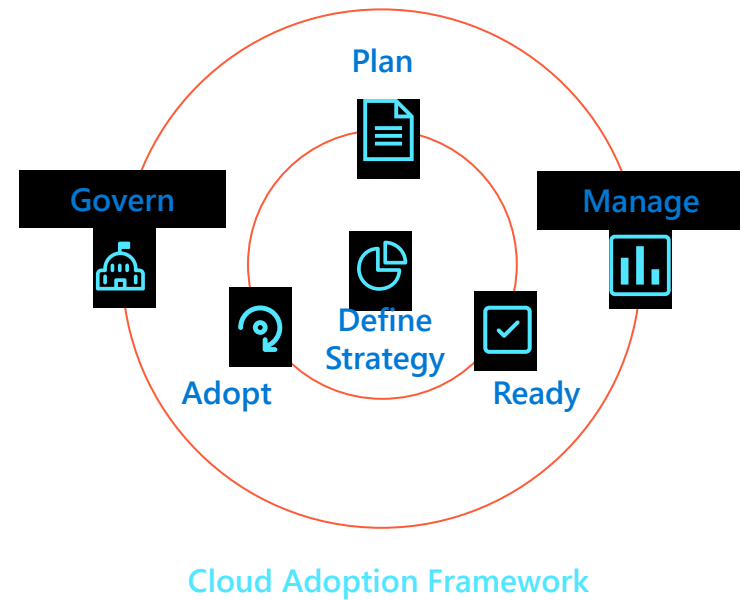 Plan
Govern
Manage
Define
Strategy
Adopt
Ready
Cloud Adoption Framework